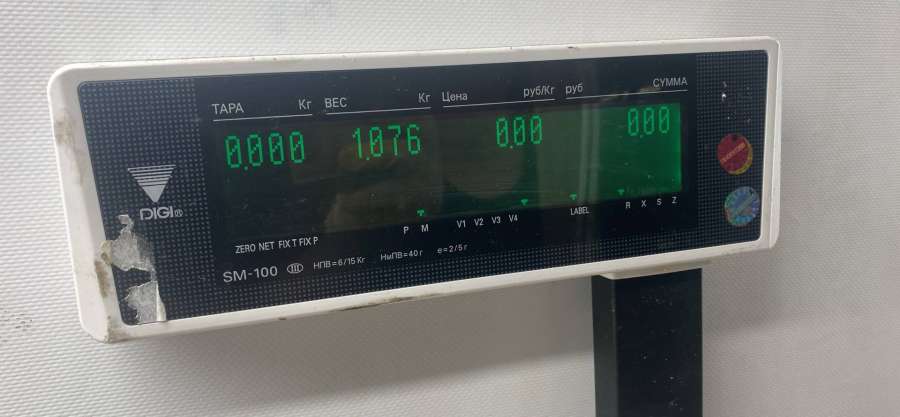 ТАРА Кг ВЕС Кг Цена руб/Кг руб СУММА
0.000 1.076 0.00 0.00
DIGI®
P M V1 V2 V3 V4 LABEL R X S Z
ZERO NET FIX T FIX P
SM-100 III НПВ=6/15 Кг НмПВ=40 г e=2/5 г